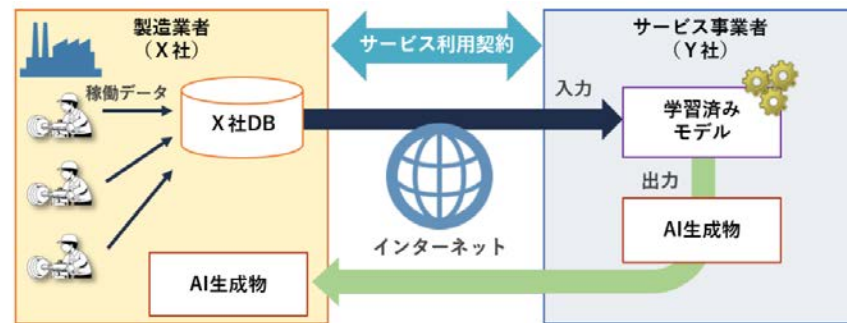 製造業者
（X社）
稼働データ
X社DB
AI生成物
サービス利用契約
インターネット
サービス事業者
（Y社）
入力
学習済み
モデル
出力
AI生成物